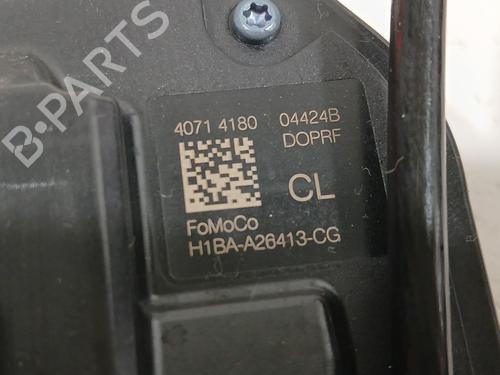 B-PARTS
4071 4180 04424B
DOPRF
CL
FoMoCo
H1BA-A26413-CG